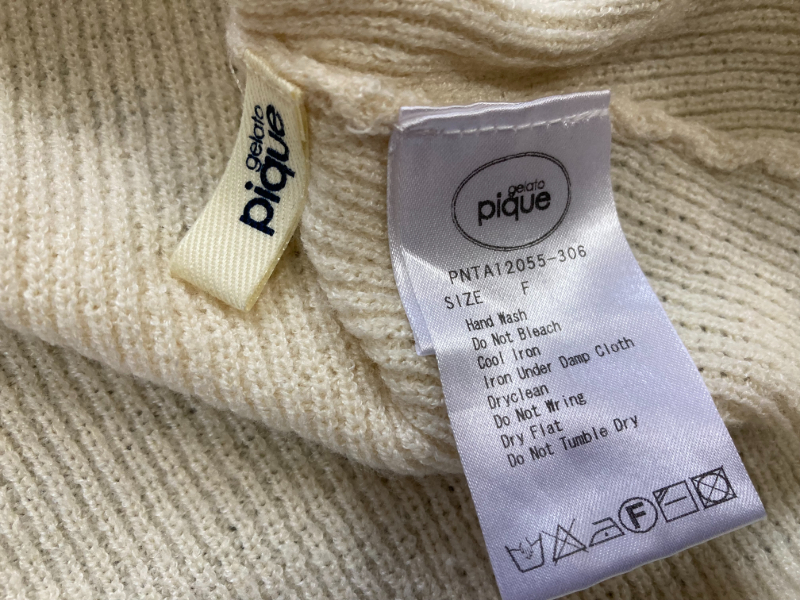 gelato
pique
gelato
pique
PNTA12055-306
SIZE F
Hand Wash
Do Not Bleach
Cool Iron
Iron Under Damp Cloth
Dryclean
Do Not Wring
Dry Flat
Do Not Tumble Dry
F